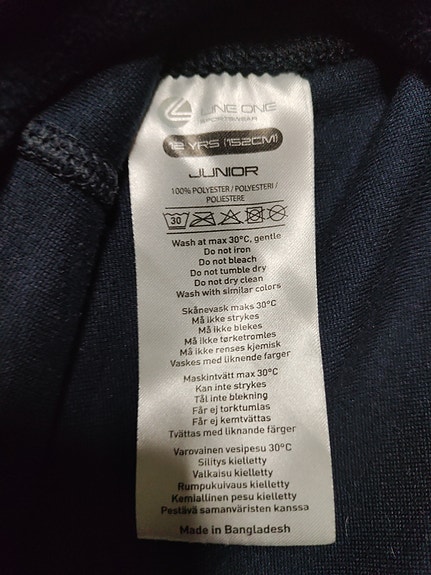 LINE ONE
SPORTSWEAR
12 YRS (152CM)
JUNIOR
100% POLYESTER / POLYESTERI /
POLIESTERE
30
Wash at max 30°C, gentle
Do not iron
Do not bleach
Do not tumble dry
Do not dry clean
Wash with similar colors
Skånevask maks 30°C
Må ikke strykes
Må ikke blekes
Må ikke tørketromles
Må ikke renses kjemisk
Vaskes med liknende farger
Maskintvätt max 30°C
Kan inte strykes
Tål inte blekning
Får ej torktumlas
Får ej kemtvättas
Tvättas med liknande färger
Varovainen vesipesu 30°C
Silitys kielletty
Valkaisu kielletty
Rumpukuivaus kielletty
Kemiallinen pesu kielletty
Pestävä samanväristen kanssa
Made in Bangladesh